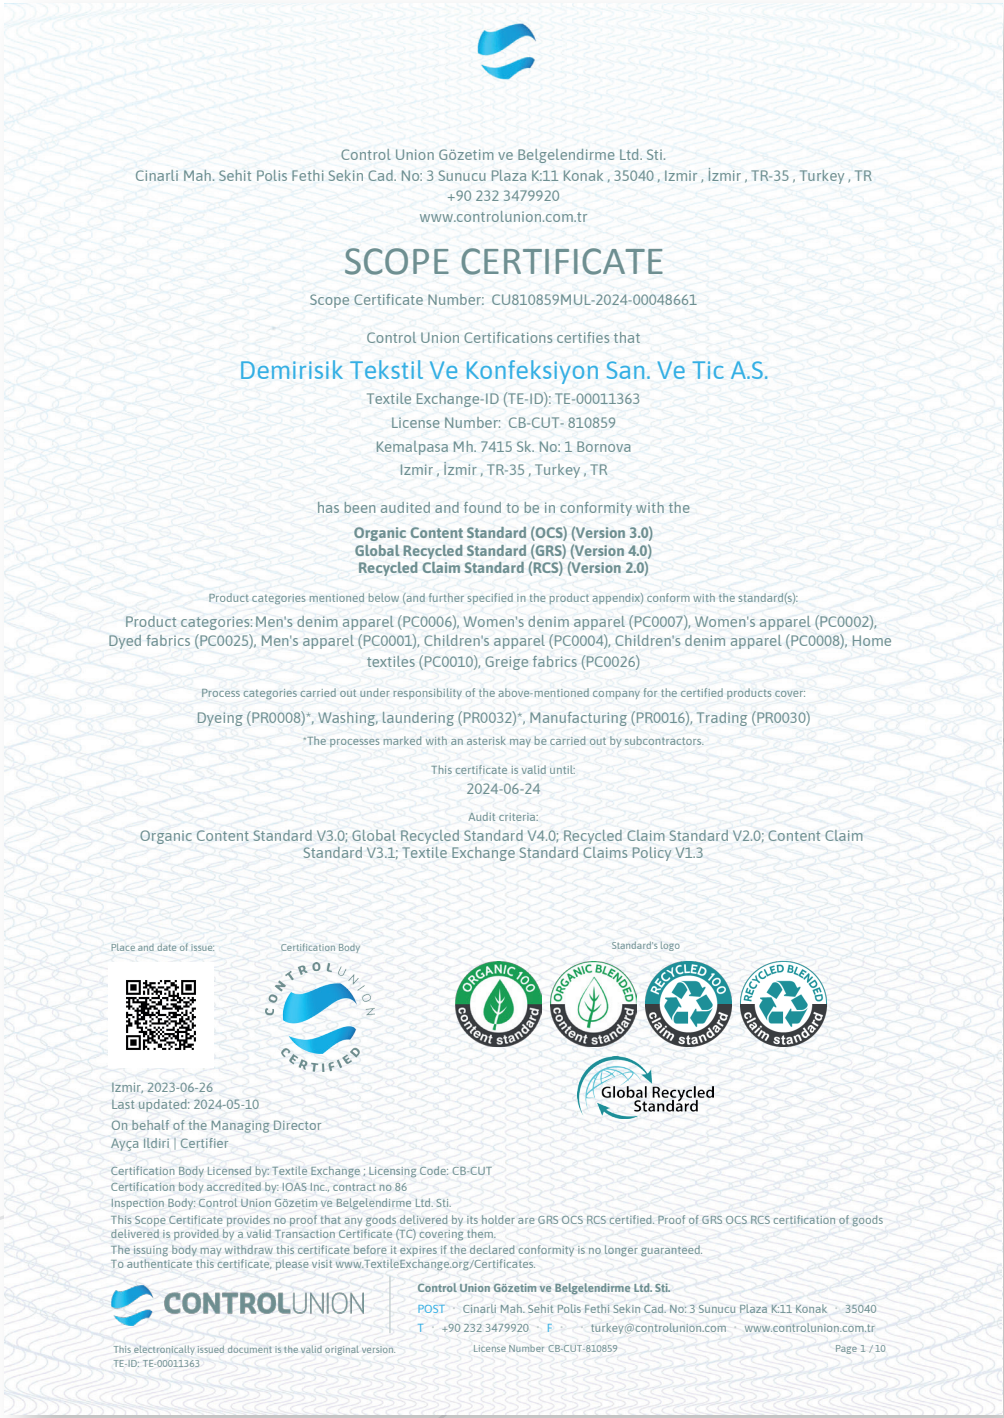 Control Union Gözetim ve Belgelendirme Ltd. Sti.
Cinarli Mah. Sehit Polis Fethi Sekin Cad. No: 3 Sunucu Plaza K:11 Konak , 35040 , Izmir , İzmir , TR-35 , Turkey , TR
+90 232 3479920
www.controlunion.com.tr
SCOPE CERTIFICATE
Scope Certificate Number: CU810859MUL-2024-00048661
Control Union Certifications certifies that
Demirisik Tekstil Ve Konfeksiyon San. Ve Tic A.S.
Textile Exchange-ID (TE-ID): TE-00011363
License Number: CB-CUT- 810859
Kemalpasa Mh. 7415 Sk. No: 1 Bornova
Izmir , İzmir , TR-35 , Turkey , TR
has been audited and found to be in conformity with the
Organic Content Standard (OCS) (Version 3.0)
Global Recycled Standard (GRS) (Version 4.0)
Recycled Claim Standard (RCS) (Version 2.0)
Product categories mentioned below (and further specified in the product appendix) conform with the standard(s):
Product categories: Men's denim apparel (PC0006), Women's denim apparel (PC0007), Women's apparel (PC0002),
Dyed fabrics (PC0025), Men's apparel (PC0001), Children's apparel (PC0004), Children's denim apparel (PC0008), Home
textiles (PC0010), Greige fabrics (PC0026)
Process categories carried out under responsibility of the above-mentioned company for the certified products cover:
Dyeing (PR0008)*, Washing, laundering (PR0032)*, Manufacturing (PR0016), Trading (PR0030)
*The processes marked with an asterisk may be carried out by subcontractors.
This certificate is valid until:
2024-06-24
Audit criteria:
Organic Content Standard V3.0; Global Recycled Standard V4.0; Recycled Claim Standard V2.0; Content Claim
Standard V3.1; Textile Exchange Standard Claims Policy V1.3
Place and date of issue:
Certification Body
Standard's logo
CONTROLUNION
CERTIFIED
ORGANIC 100
content standard
ORGANIC BLENDED
content standard
RECYCLED 100
claim standard
RECYCLED BLENDED
claim standard
Global Recycled
Standard
Izmir, 2023-06-26
Last updated: 2024-05-10
On behalf of the Managing Director
Ayça Ildiri | Certifier
Certification Body Licensed by: Textile Exchange ; Licensing Code: CB-CUT
Certification body accredited by: IOAS Inc., contract no 86
Inspection Body: Control Union Gözetim ve Belgelendirme Ltd. Sti.
This Scope Certificate provides no proof that any goods delivered by its holder are GRS OCS RCS certified. Proof of GRS OCS RCS certification of goods
delivered is provided by a valid Transaction Certificate (TC) covering them.
The issuing body may withdraw this certificate before it expires if the declared conformity is no longer guaranteed.
To authenticate this certificate, please visit www.TextileExchange.org/Certificates.
CONTROLUNION
Control Union Gözetim ve Belgelendirme Ltd. Sti.
POST · Cinarli Mah. Sehit Polis Fethi Sekin Cad. No: 3 Sunucu Plaza K:11 Konak · 35040
T · +90 232 3479920 · F · · turkey@controlunion.com · www.controlunion.com.tr
This electronically issued document is the valid original version.
License Number CB-CUT-810859
Page 1 / 10
TE-ID: TE-00011363